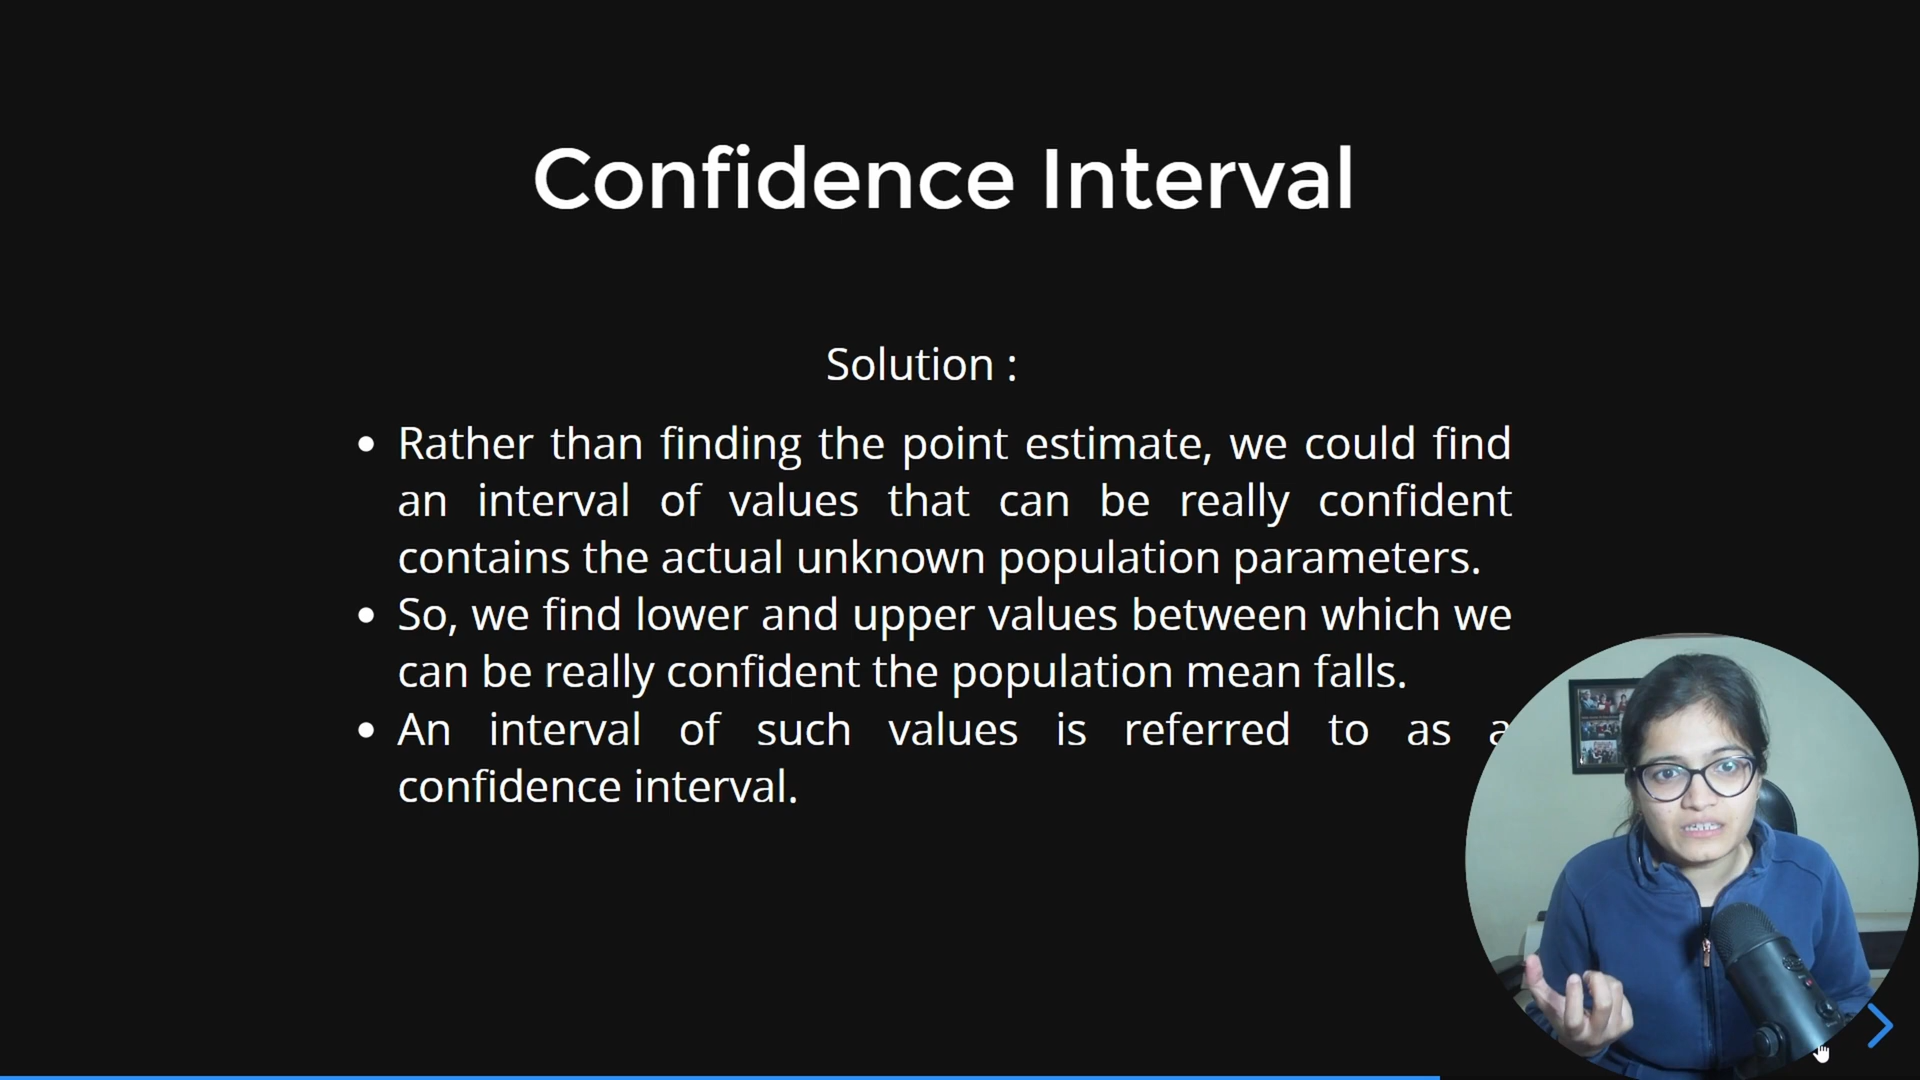 Confidence Interval
Solution :
• Rather than finding the point estimate, we could find
an interval of values that can be really confident
contains the actual unknown population parameters.
• So, we find lower and upper values between which we
can be really confident the population mean falls.
• An interval of such values is referred to as a
confidence interval.